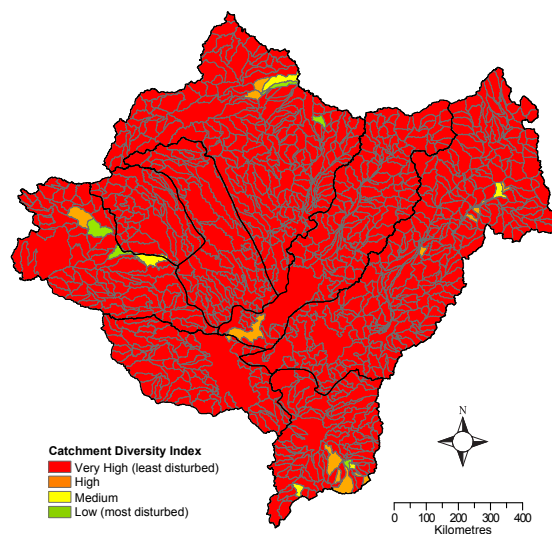 N
Catchment Diversity Index
Very High (least disturbed)
High
Medium
Low (most disturbed)
0 100 200 300 400
Kilometres